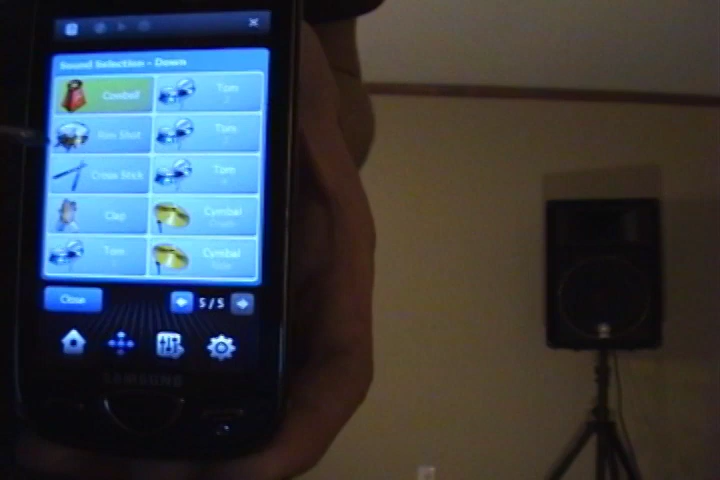 Sound Selection - Down
Cowbell
Tom
Rim Shot
Tom
Cross Stick
Tom
Clap
Cymbal
Tom
Cymbal
Close
5/5
SAMSUNG